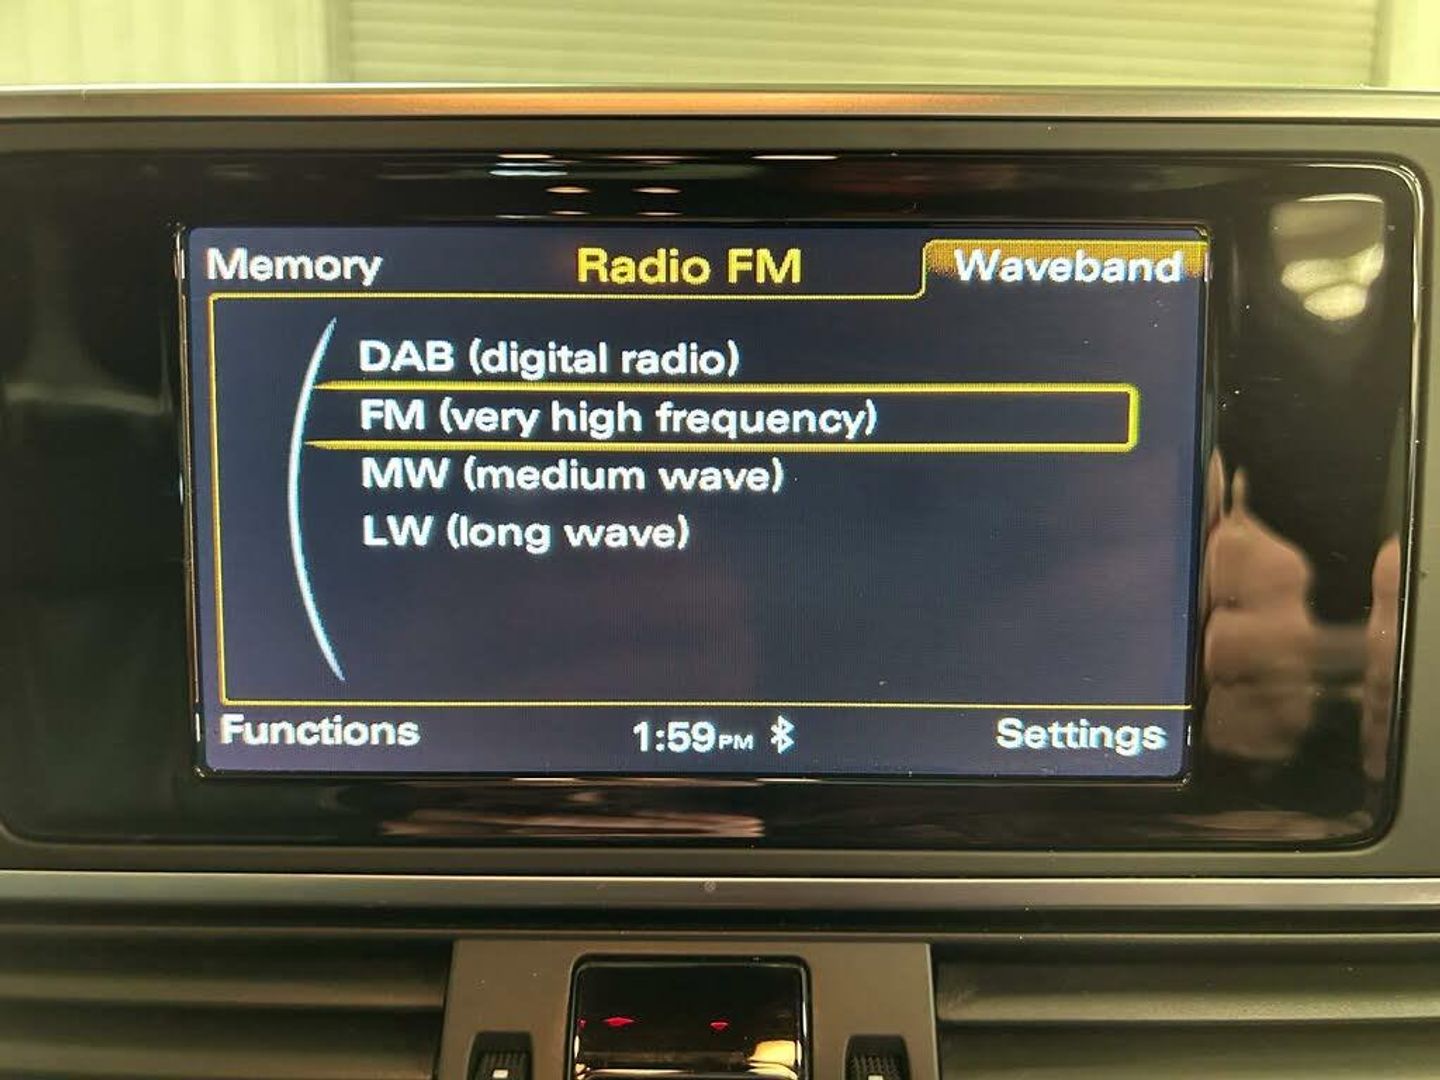 Memory Radio FM Waveband
DAB (digital radio)
FM (very high frequency)
MW (medium wave)
LW (long wave)
Functions 1:59PM Settings